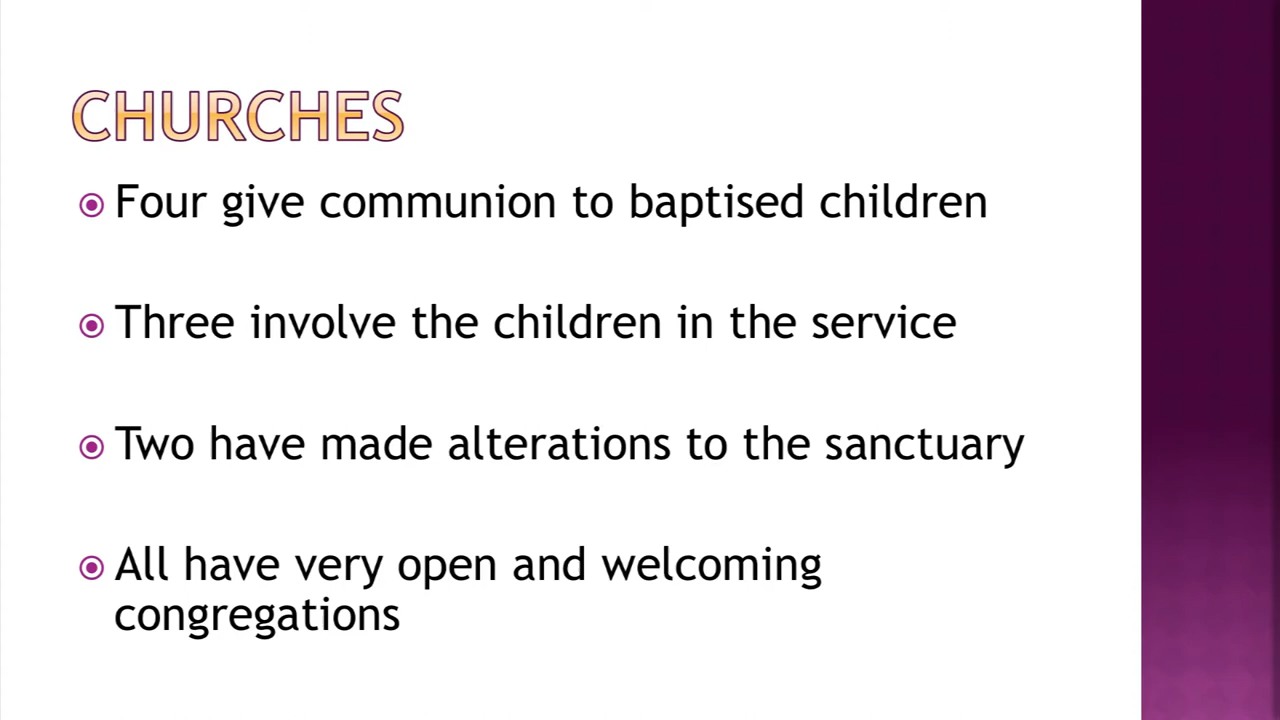 CHURCHES
Four give communion to baptised children
Three involve the children in the service
Two have made alterations to the sanctuary
All have very open and welcoming
congregations